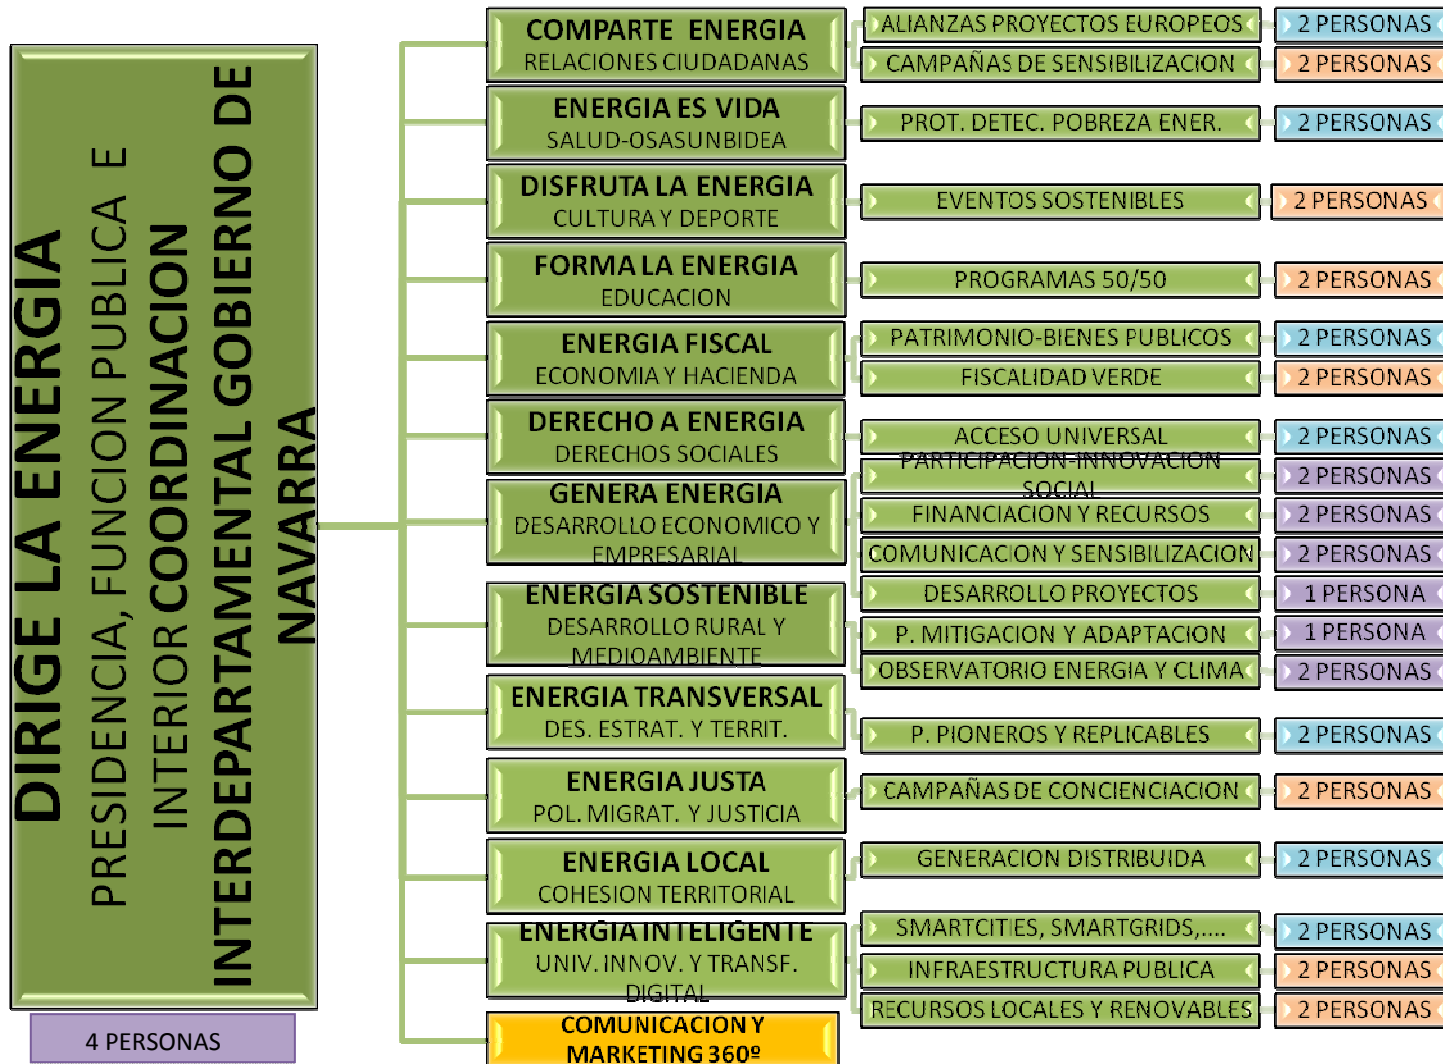 DIRIGE LA ENERGIA
PRESIDENCIA, FUNCION PUBLICA E
INTERIOR COORDINACION
INTERDEPARTAMENTAL GOBIERNO DE
NAVARRA
4 PERSONAS
COMPARTE ENERGIA
RELACIONES CIUDADANAS
ALIANZAS PROYECTOS EUROPEOS
2 PERSONAS
CAMPAÑAS DE SENSIBILIZACION
2 PERSONAS
ENERGIA ES VIDA
SALUD-OSASUNBIDEA
PROT. DETEC. POBREZA ENER.
2 PERSONAS
DISFRUTA LA ENERGIA
CULTURA Y DEPORTE
EVENTOS SOSTENIBLES
2 PERSONAS
FORMA LA ENERGIA
EDUCACION
PROGRAMAS 50/50
2 PERSONAS
ENERGIA FISCAL
ECONOMIA Y HACIENDA
PATRIMONIO-BIENES PUBLICOS
2 PERSONAS
FISCALIDAD VERDE
2 PERSONAS
DERECHO A ENERGIA
DERECHOS SOCIALES
ACCESO UNIVERSAL
2 PERSONAS
GENERA ENERGIA
DESARROLLO ECONOMICO Y
EMPRESARIAL
PARTICIPACION-INNOVACION
SOCIAL
2 PERSONAS
FINANCIACION Y RECURSOS
2 PERSONAS
COMUNICACION Y SENSIBILIZACION
2 PERSONAS
DESARROLLO PROYECTOS
1 PERSONA
ENERGIA SOSTENIBLE
DESARROLLO RURAL Y
MEDIOAMBIENTE
P. MITIGACION Y ADAPTACION
1 PERSONA
OBSERVATORIO ENERGIA Y CLIMA
2 PERSONAS
ENERGIA TRANSVERSAL
DES. ESTRAT. Y TERRIT.
P. PIONEROS Y REPLICABLES
2 PERSONAS
ENERGIA JUSTA
POL. MIGRAT. Y JUSTICIA
CAMPAÑAS DE CONCIENCIACION
2 PERSONAS
ENERGIA LOCAL
COHESION TERRITORIAL
GENERACION DISTRIBUIDA
2 PERSONAS
ENERGIA INTELIGENTE
UNIV. INNOV. Y TRANSF.
DIGITAL
SMARTCITIES, SMARTGRIDS,....
2 PERSONAS
INFRAESTRUCTURA PUBLICA
2 PERSONAS
RECURSOS LOCALES Y RENOVABLES
2 PERSONAS
COMUNICACION Y
MARKETING 360º